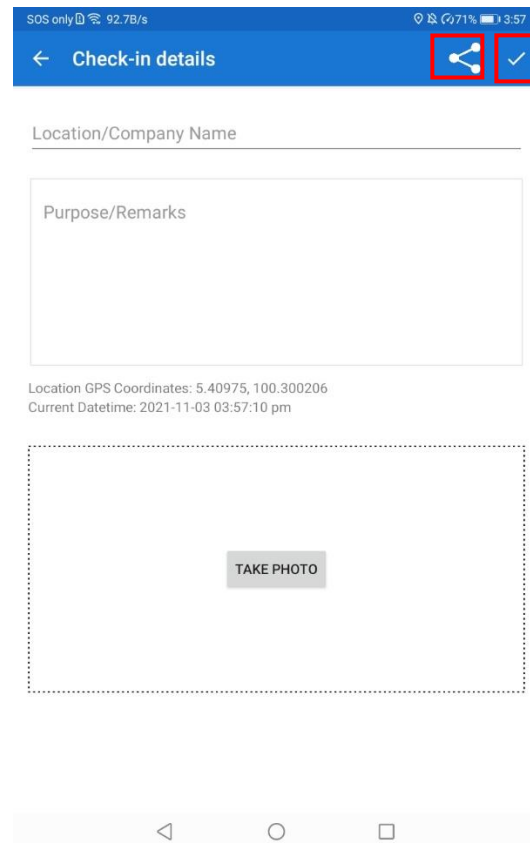 SOS only 92.7B/s 71% 3:57
Check-in details
Location/Company Name
Purpose/Remarks
Location GPS Coordinates: 5.40975, 100.300206
Current Datetime: 2021-11-03 03:57:10 pm
TAKE PHOTO